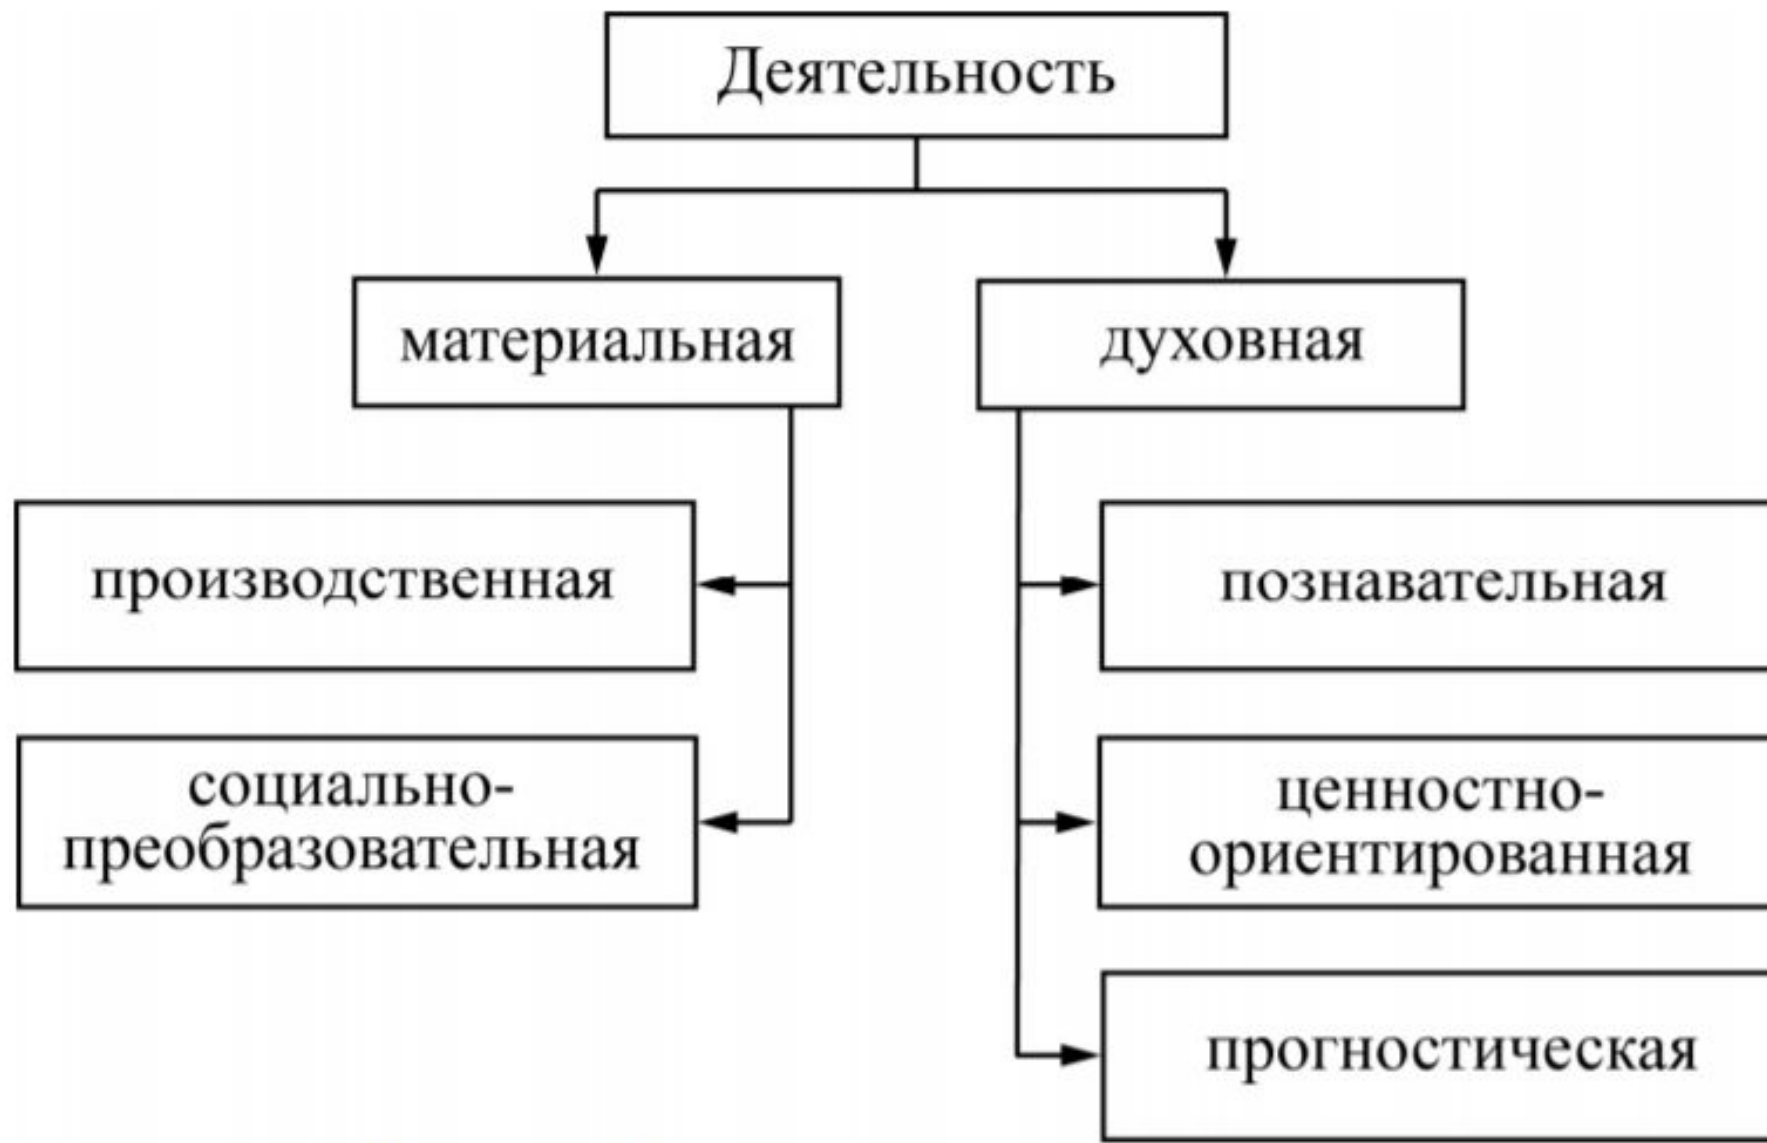 Деятельность
материальная
духовная
производственная
познавательная
социально-
преобразовательная
ценностно-
ориентированная
прогностическая